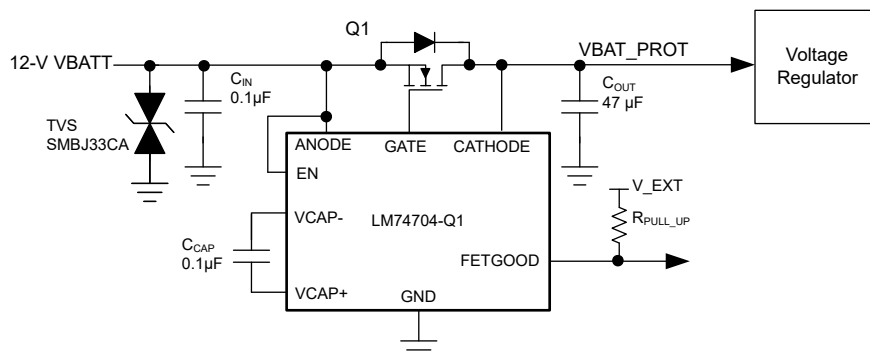 Q1
12-V VBATT
VBAT_PROT
Voltage
Regulator
CIN
0.1µF
COUT
47 µF
TVS
SMBJ33CA
ANODE
GATE
CATHODE
EN
V_EXT
VCAP-
LM74704-Q1
RPULL_UP
CCAP
0.1µF
FETGOOD
VCAP+
GND